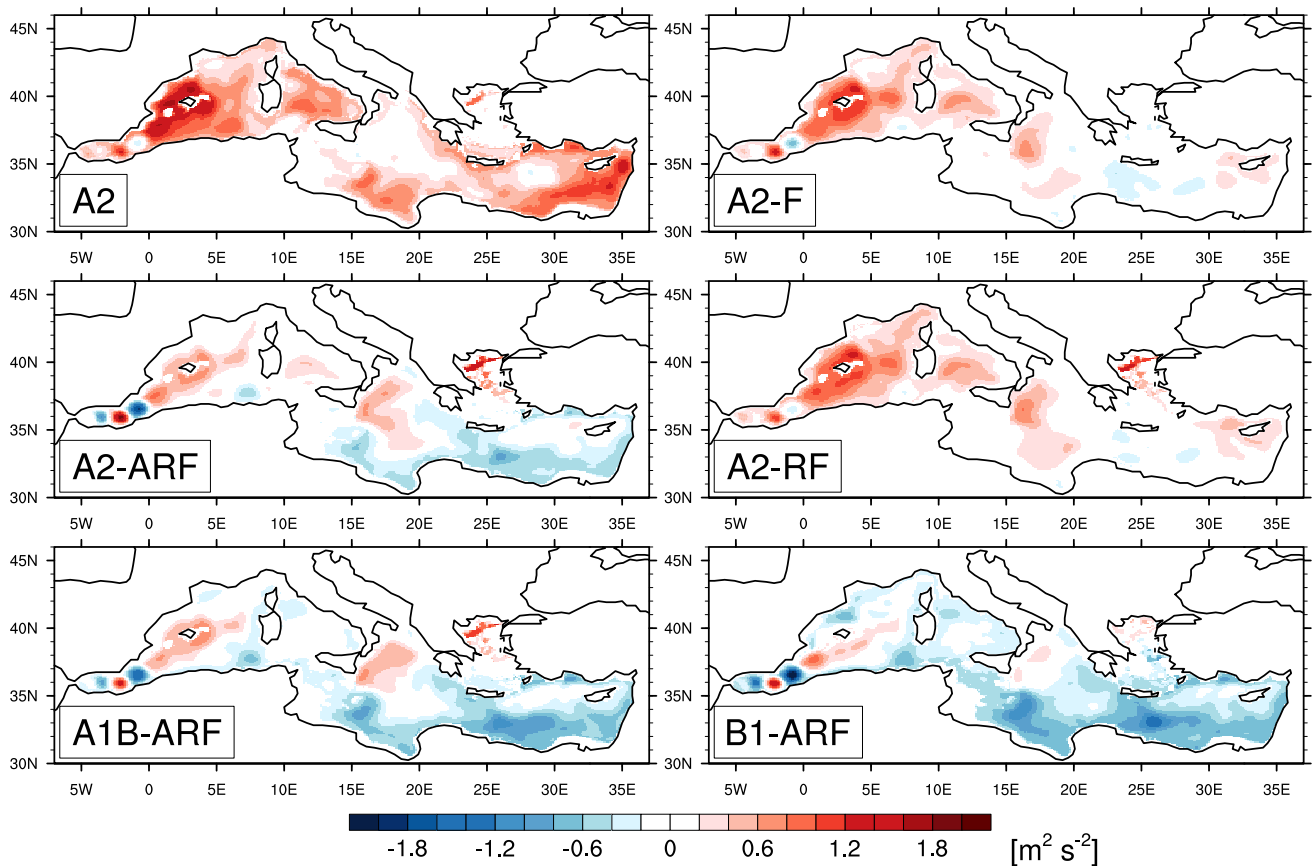 45N 45N
40N 40N
35N 35N
30N 30N
A2 A2-F
5W 0 5E 10E 15E 20E 25E 30E 35E 5W 0 5E 10E 15E 20E 25E 30E 35E
45N 45N
40N 40N
35N 35N
30N 30N
A2-ARF A2-RF
5W 0 5E 10E 15E 20E 25E 30E 35E 5W 0 5E 10E 15E 20E 25E 30E 35E
45N 45N
40N 40N
35N 35N
30N 30N
A1B-ARF B1-ARF
5W 0 5E 10E 15E 20E 25E 30E 35E 5W 0 5E 10E 15E 20E 25E 30E 35E
-1.8 -1.2 -0.6 0 0.6 1.2 1.8 [m² s⁻²]